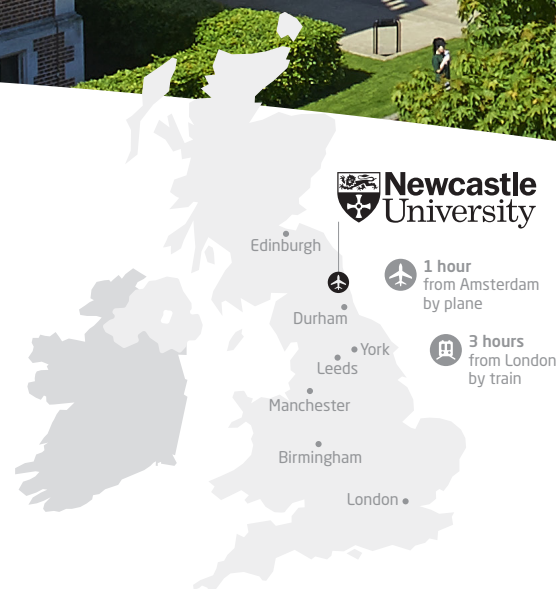 Newcastle
University
Edinburgh
1 hour
from Amsterdam
by plane
Durham
3 hours
from London
by train
York
Leeds
Manchester
Birmingham
London